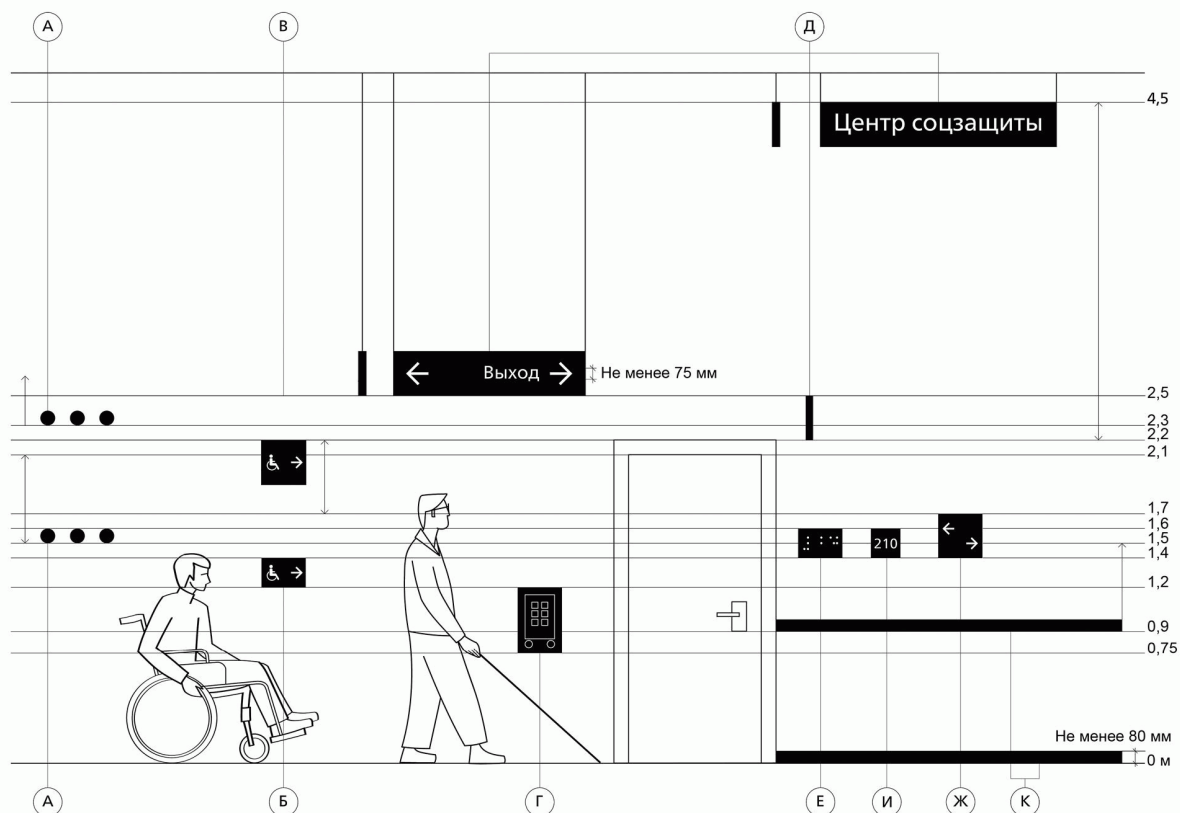 А
В
Д
4,5
Центр соцзащиты
Выход
Не менее 75 мм
2,5
2,3
2,2
2,1
1,7
1,6
1,5
210
1,4
1,2
0,9
0,75
Не менее 80 мм
0 м
А
Б
Г
Е
И
Ж
К